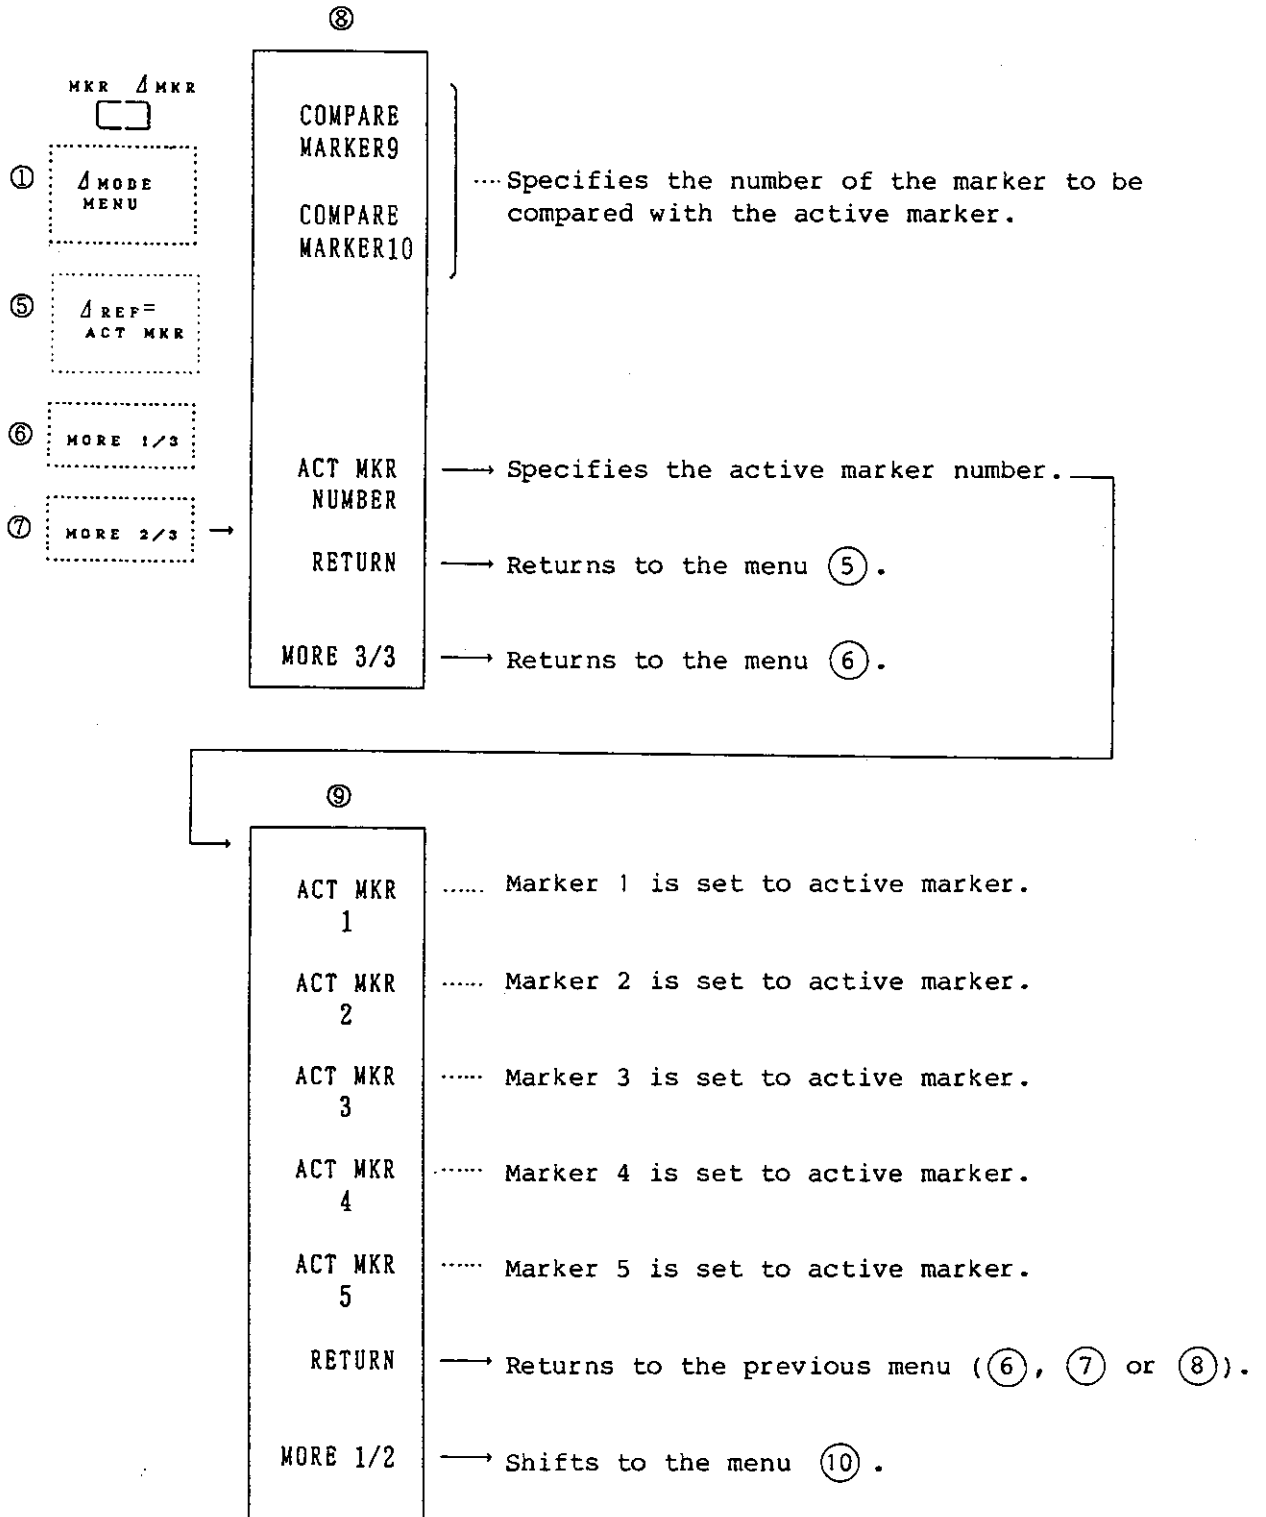 ⑧
MKR ΔMKR
① ΔMODE
MENU
⑤ ΔREF=
ACT MKR
⑥ MORE 1/3
⑦ MORE 2/3 →
COMPARE
MARKER9
COMPARE
MARKER10
····Specifies the number of the marker to be
compared with the active marker.
ACT MKR → Specifies the active marker number.
NUMBER
RETURN → Returns to the menu ⑤.
MORE 3/3 → Returns to the menu ⑥.
⑨
ACT MKR ...... Marker 1 is set to active marker.
1
ACT MKR ...... Marker 2 is set to active marker.
2
ACT MKR ...... Marker 3 is set to active marker.
3
ACT MKR ...... Marker 4 is set to active marker.
4
ACT MKR ...... Marker 5 is set to active marker.
5
RETURN → Returns to the previous menu (⑥, ⑦ or ⑧).
MORE 1/2 → Shifts to the menu ⑩.